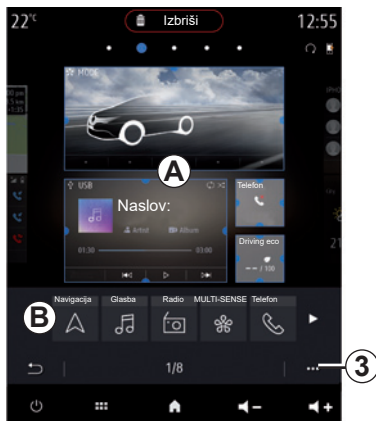 22°C Izbriši 12:55
MODE
A
USB
Naslov:
Artist Album
01:30 03:00
Telefon
Driving eco
-- / 100
B
Navigacija Glasba Radio MULTI-SENSE Telefon
1/8
3